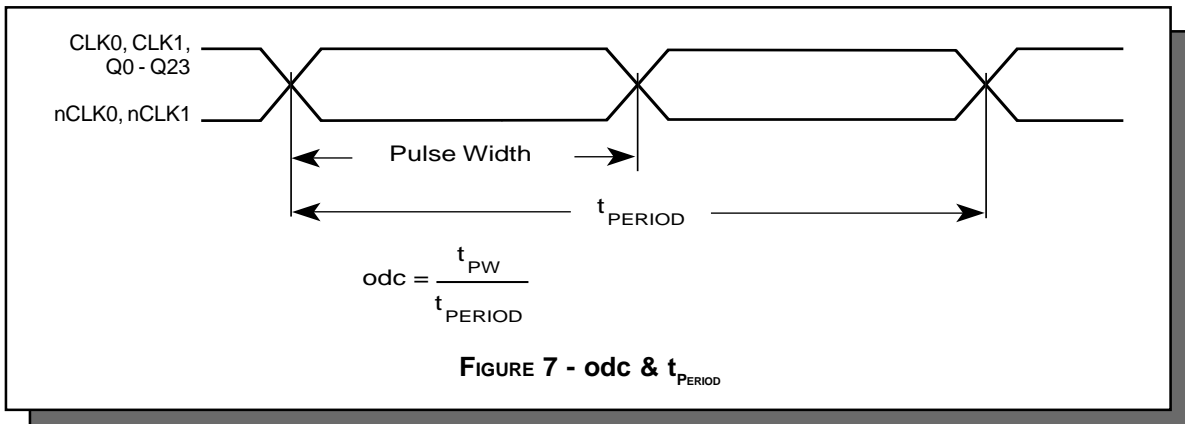 CLK0, CLK1,
Q0 - Q23
nCLK0, nCLK1
Pulse Width
tPERIOD
odc = tPW
tPERIOD
FIGURE 7 - odc & tPERIOD